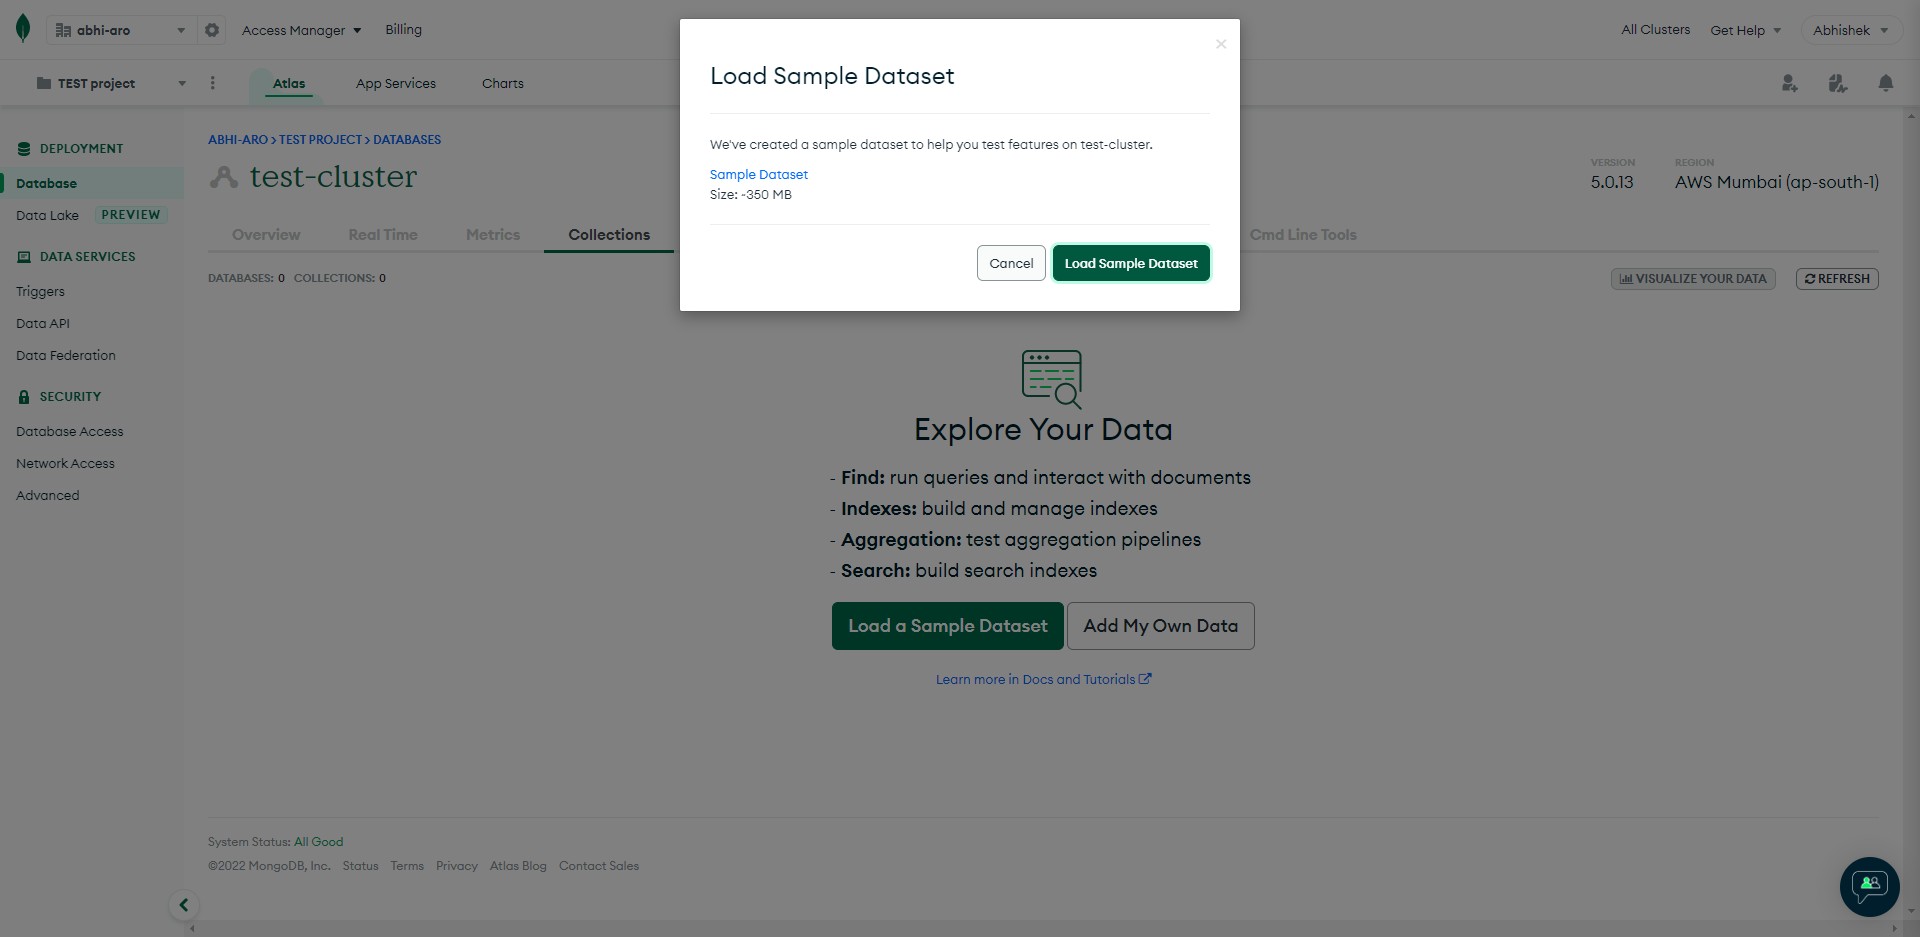 abhi-aro
Access Manager
Billing
All Clusters
Get Help
Abhishek
TEST project
Atlas
App Services
Charts
DEPLOYMENT
Database
Data Lake PREVIEW
DATA SERVICES
Triggers
Data API
Data Federation
SECURITY
Database Access
Network Access
Advanced
ABHI-ARO > TEST PROJECT > DATABASES
test-cluster
VERSION
5.0.13
REGION
AWS Mumbai (ap-south-1)
Overview
Real Time
Metrics
Collections
Cmd Line Tools
DATABASES: 0 COLLECTIONS: 0
VISUALIZE YOUR DATA
REFRESH
×
Load Sample Dataset
We've created a sample dataset to help you test features on test-cluster.
Sample Dataset
Size: ~350 MB
Cancel
Load Sample Dataset
Explore Your Data
- Find: run queries and interact with documents
- Indexes: build and manage indexes
- Aggregation: test aggregation pipelines
- Search: build search indexes
Load a Sample Dataset
Add My Own Data
Learn more in Docs and Tutorials
System Status: All Good
©2022 MongoDB, Inc. Status Terms Privacy Atlas Blog Contact Sales